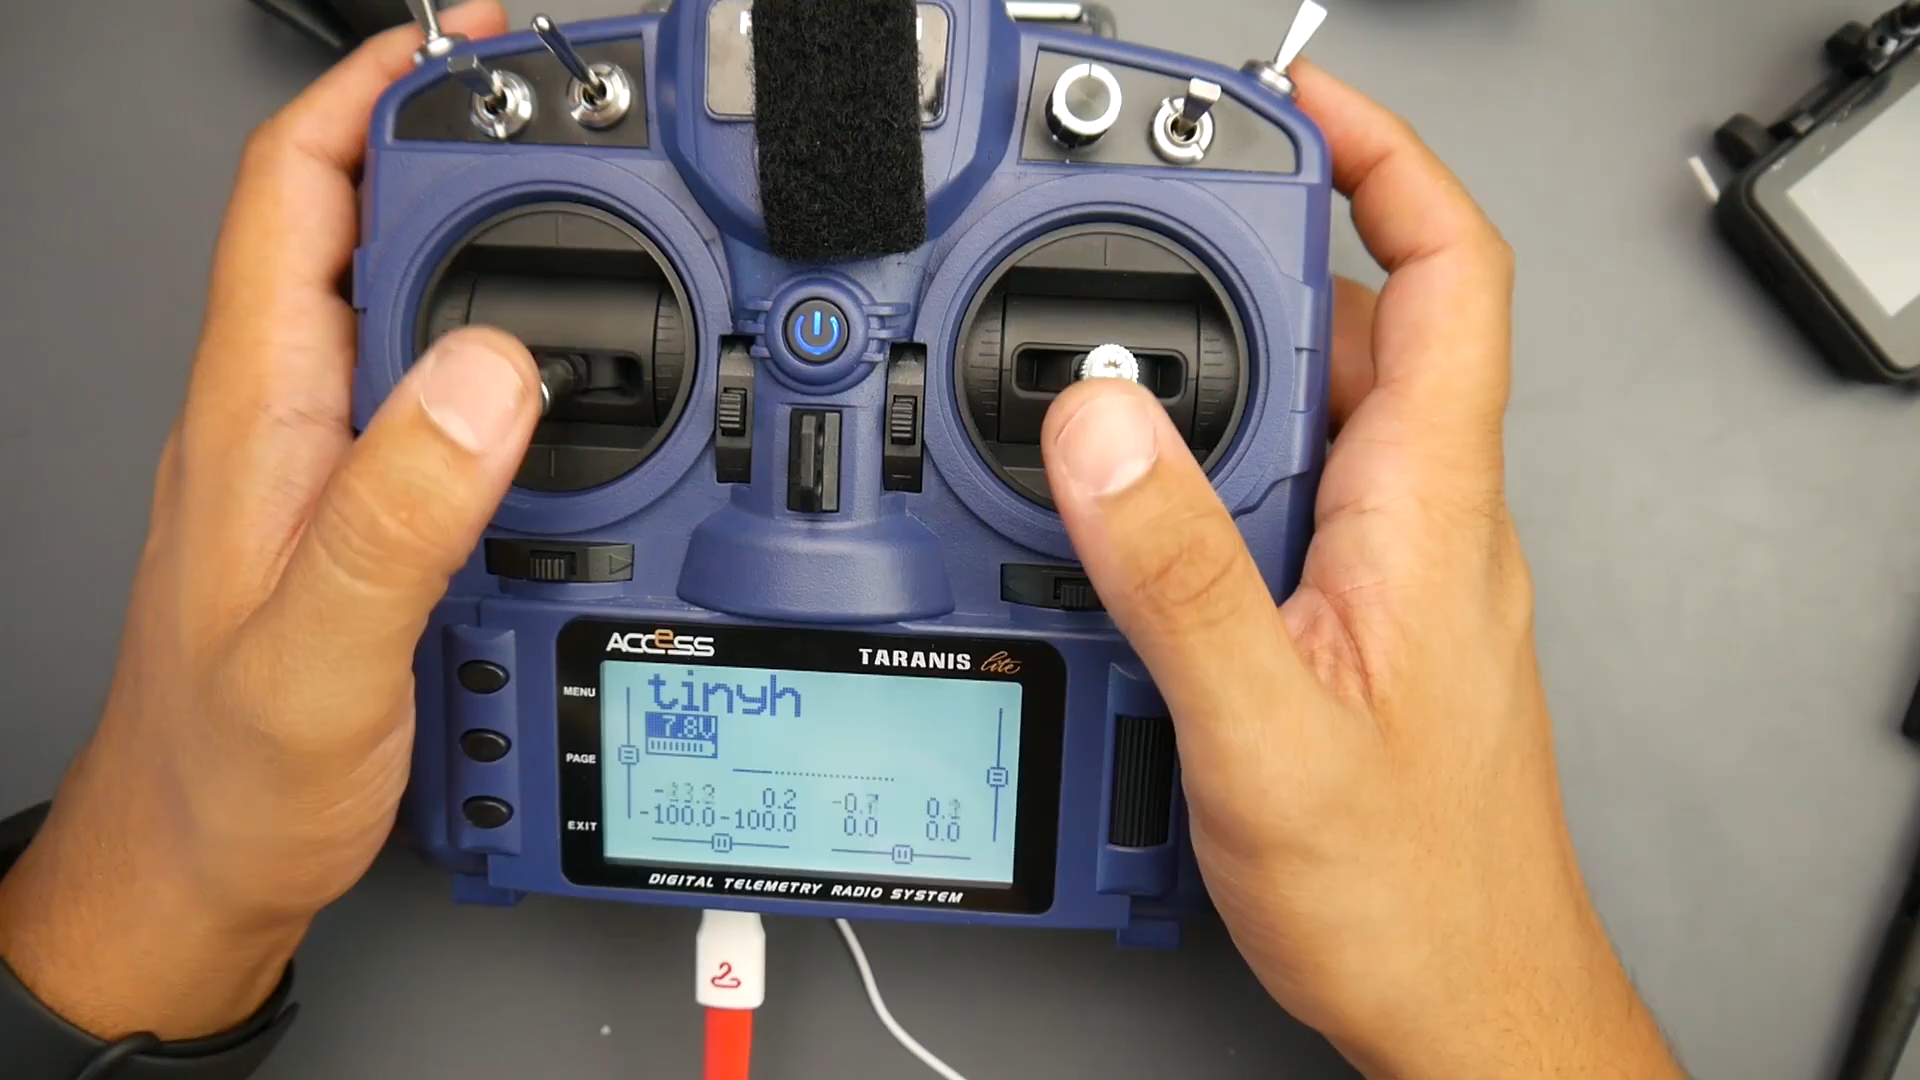 ACCESS
TARANIS lite
MENU
PAGE
EXIT
tinyh
7.8V
0.2
-100.0 -100.0 0.0 0.0
DIGITAL TELEMETRY RADIO SYSTEM